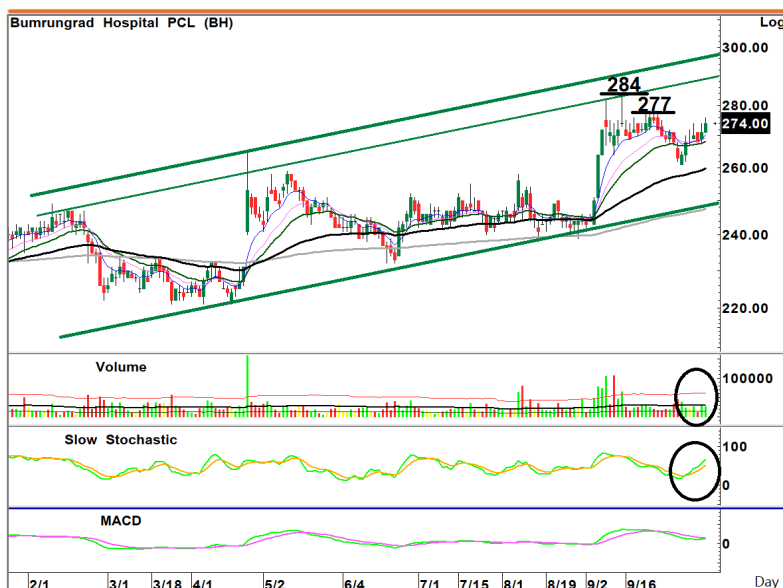 Bumrungrad Hospital PCL (BH)
Log
300.00
284
277
280.00
274.00
260.00
240.00
220.00
Volume
100000
Slow Stochastic
100
0
MACD
0
2/1 3/1 3/18 4/1 5/2 6/4 7/1 7/15 8/1 8/19 9/2 9/16 Day